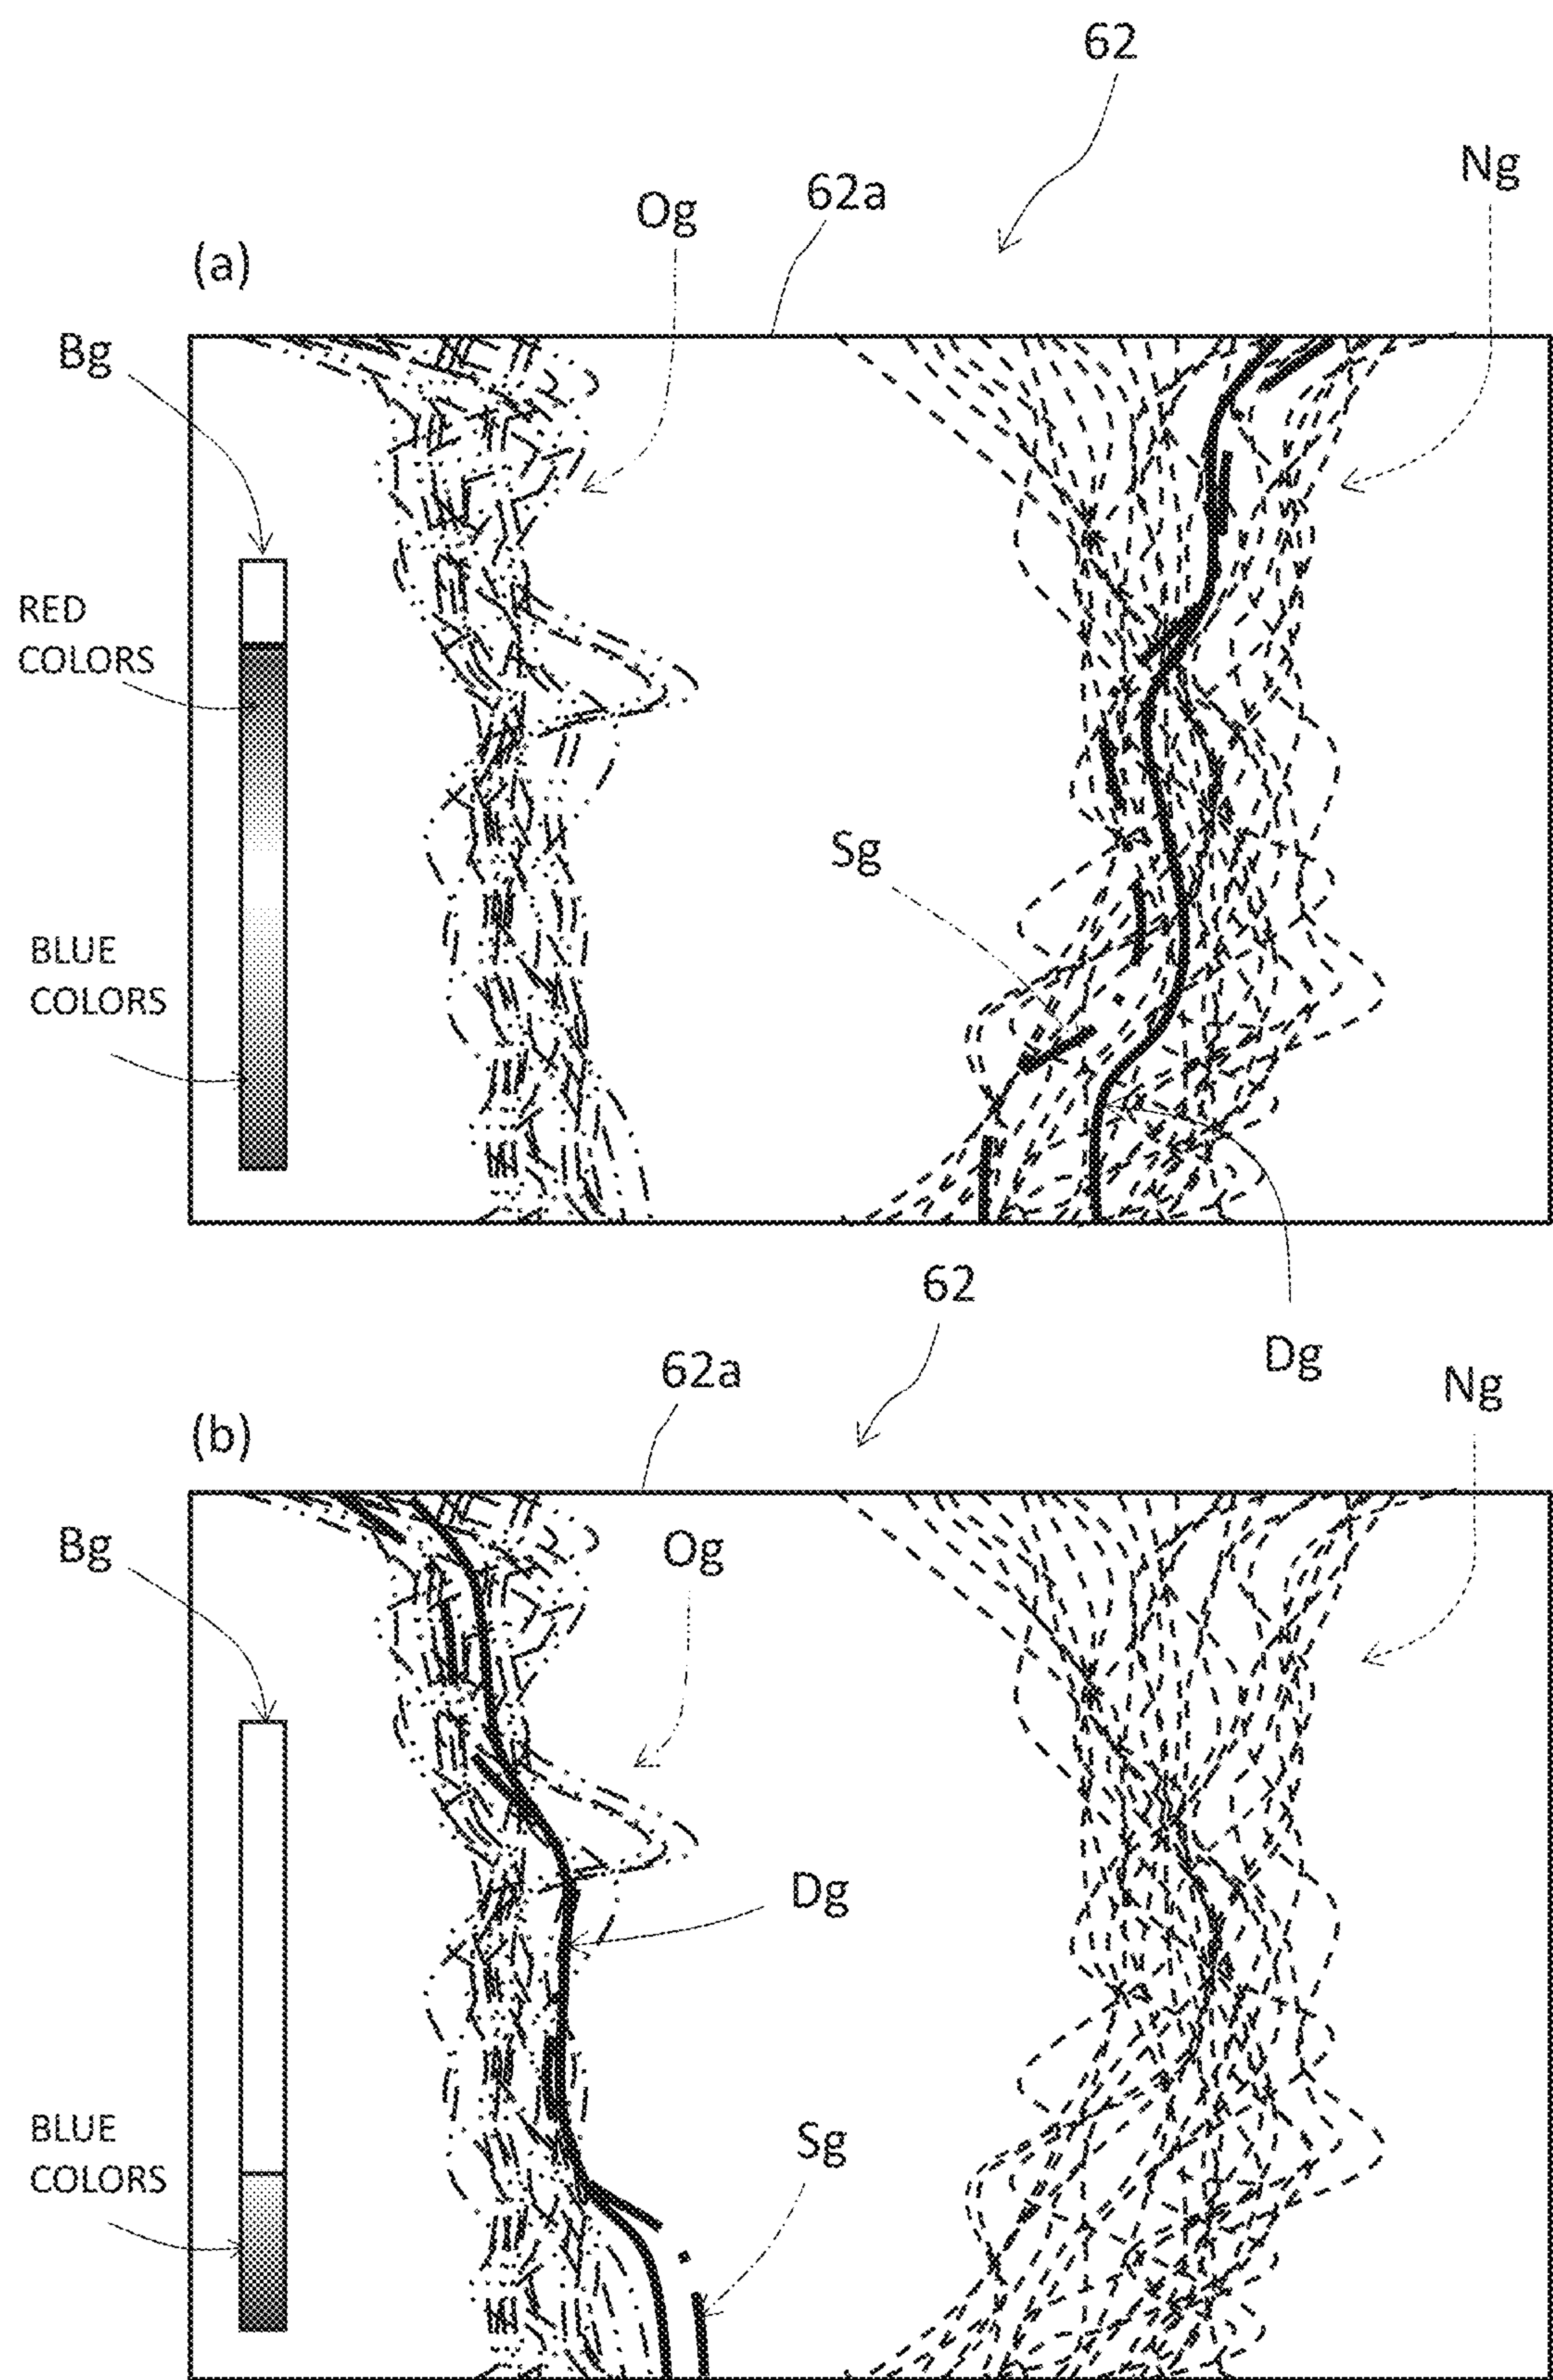 62
Ng
62a
Og
(a)
Bg
RED
COLORS
Sg
BLUE
COLORS
62
Dg
62a
Ng
(b)
Bg
Og
Dg
BLUE
COLORS
Sg